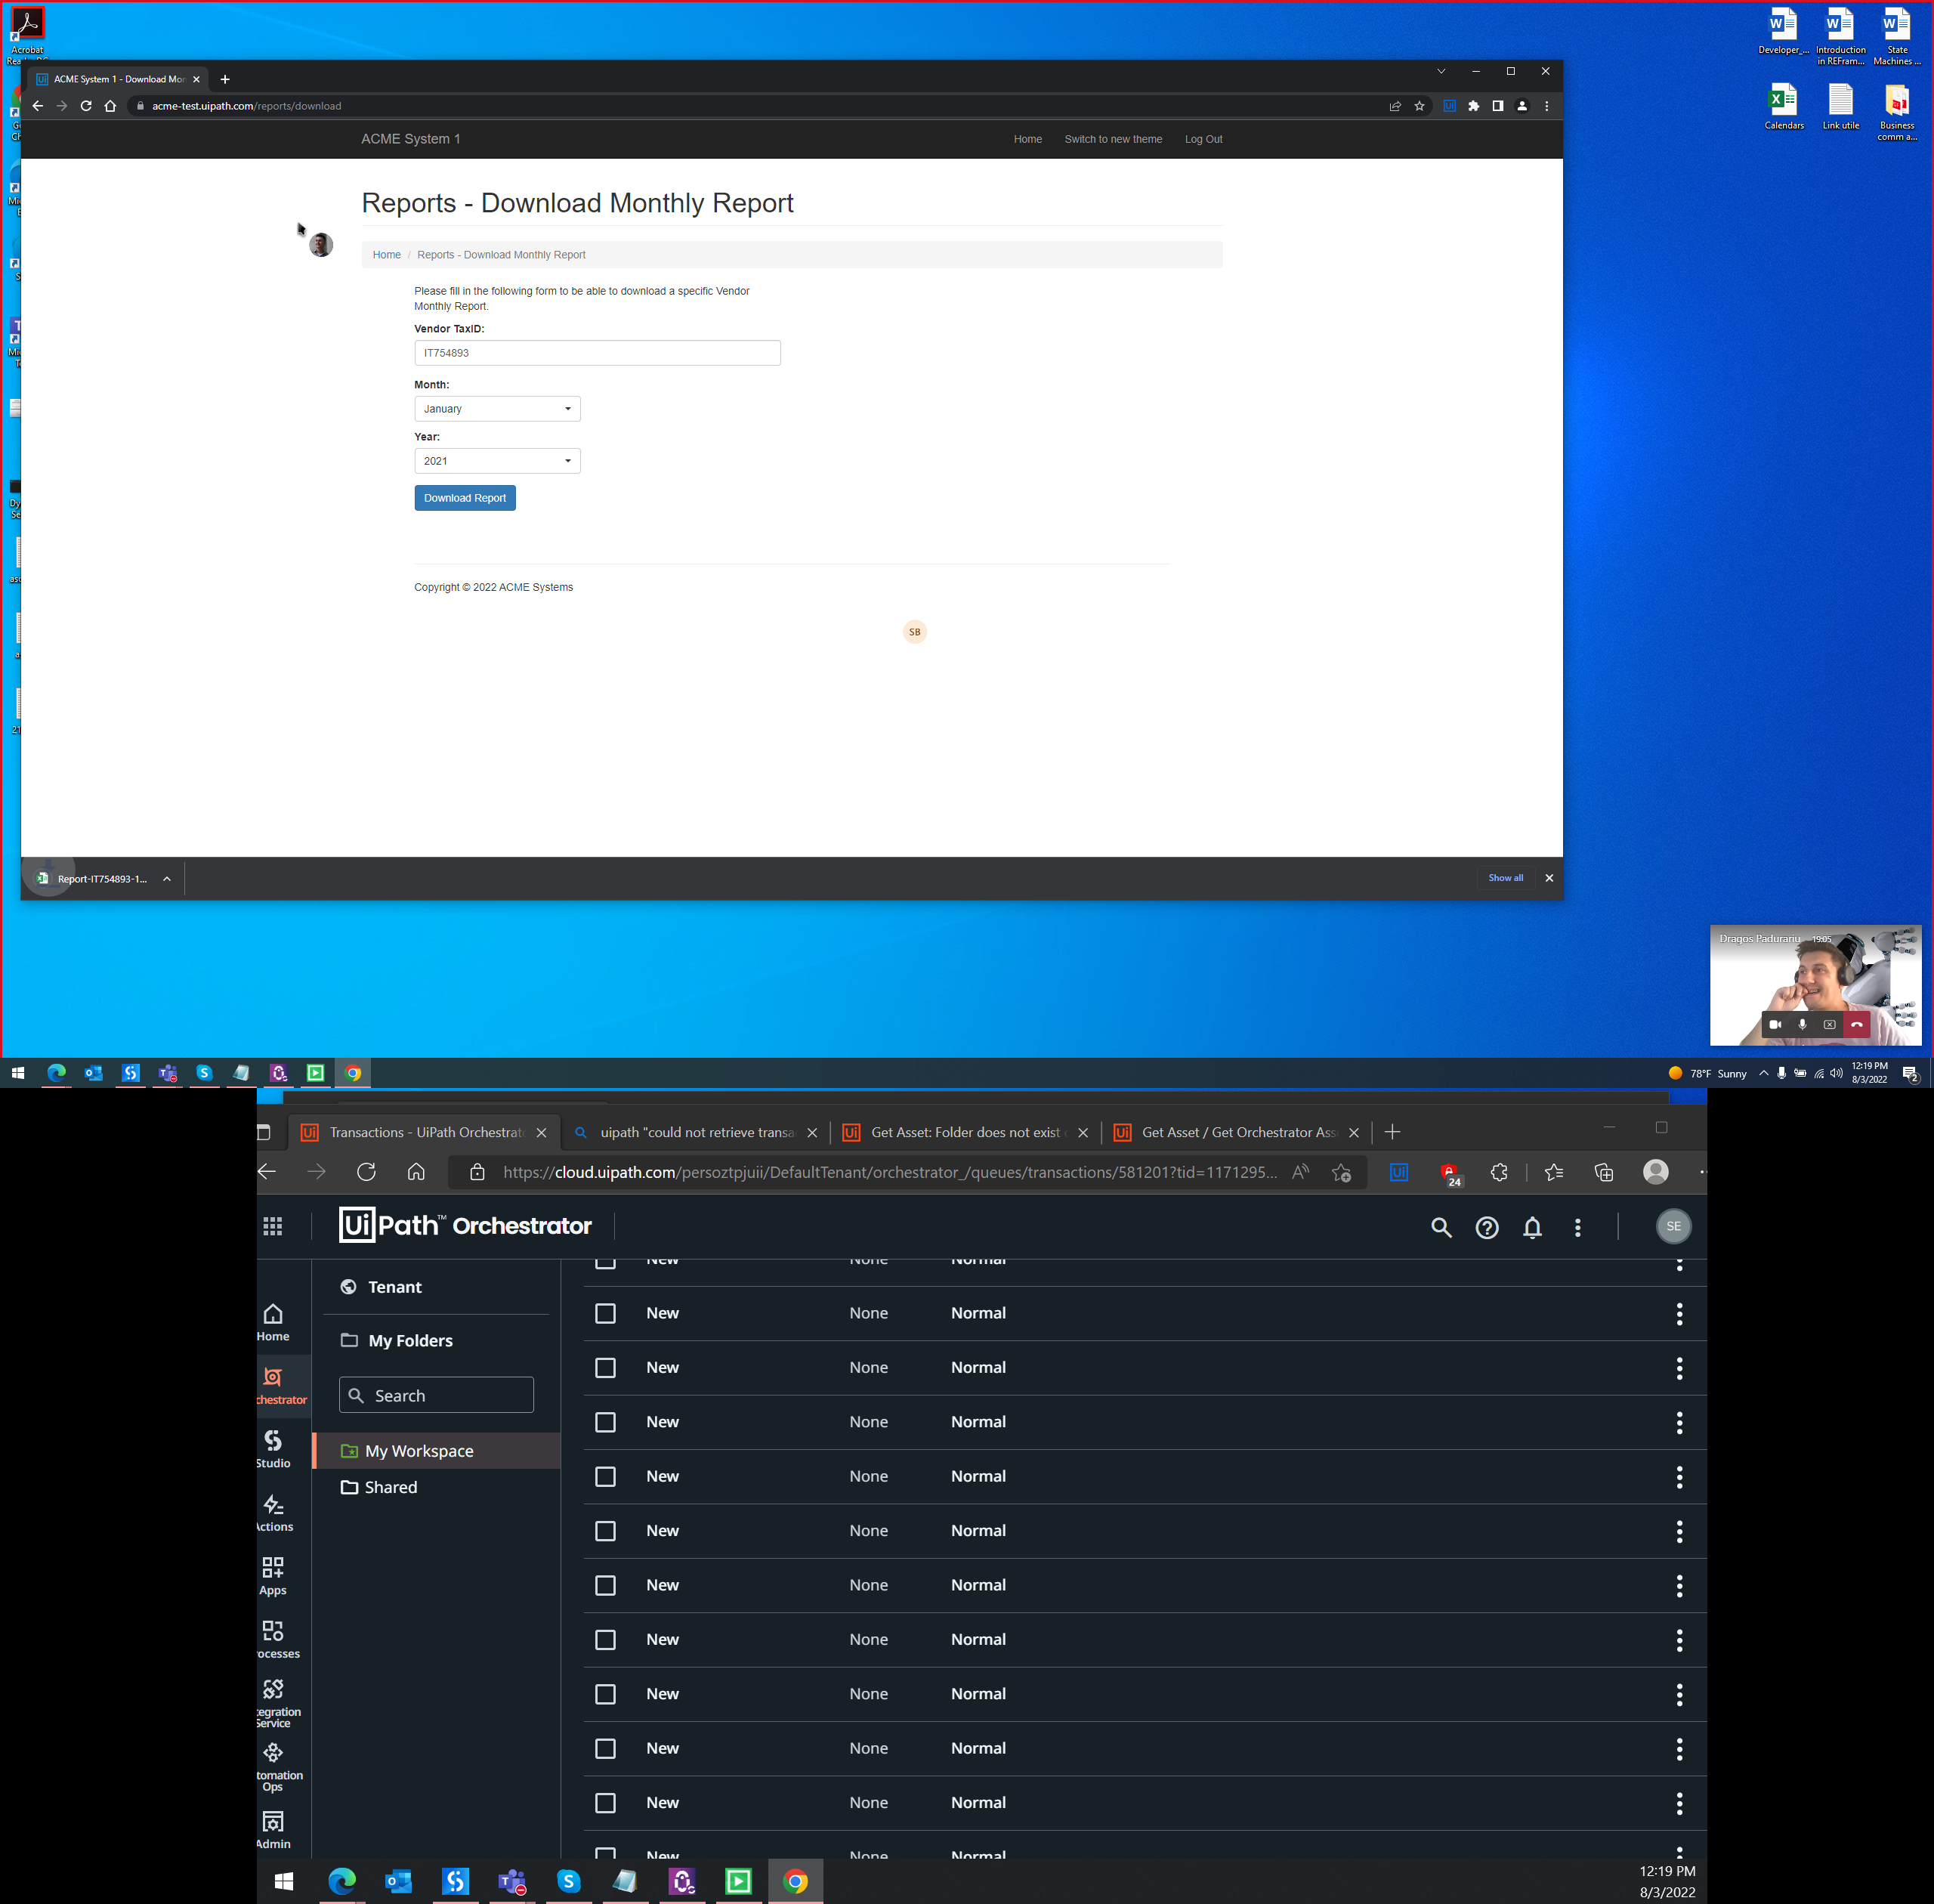 Acrobat
Developer_...
Introduction
in REFram...
State
Machines ...
Calendars
Link utile
Business
comm a...
ACME System 1 - Download Mon
acme-test.uipath.com/reports/download
ACME System 1
Home
Switch to new theme
Log Out
Reports - Download Monthly Report
Home / Reports - Download Monthly Report
Please fill in the following form to be able to download a specific Vendor
Monthly Report.
Vendor TaxID:
IT754893
Month:
January
Year:
2021
Download Report
Copyright © 2022 ACME Systems
SB
Report-IT754893-1...
Show all
Dragos Padurariu
19:05
78°F Sunny
12:19 PM
8/3/2022
2
Transactions - UiPath Orchestrato
uipath "could not retrieve transa
Get Asset: Folder does not exist
Get Asset / Get Orchestrator Ass
https://cloud.uipath.com/persoztpjuii/DefaultTenant/orchestrator_/queues/transactions/581201?tid=1171295...
24
UiPath™ Orchestrator
SE
Tenant
My Folders
Search
My Workspace
Shared
Home
chestrator
Studio
Actions
Apps
rocesses
tegration
Service
tomation
Ops
Admin
New None Normal
New None Normal
New None Normal
New None Normal
New None Normal
New None Normal
New None Normal
New None Normal
New None Normal
New None Normal
New None Normal
New None Normal
12:19 PM
8/3/2022